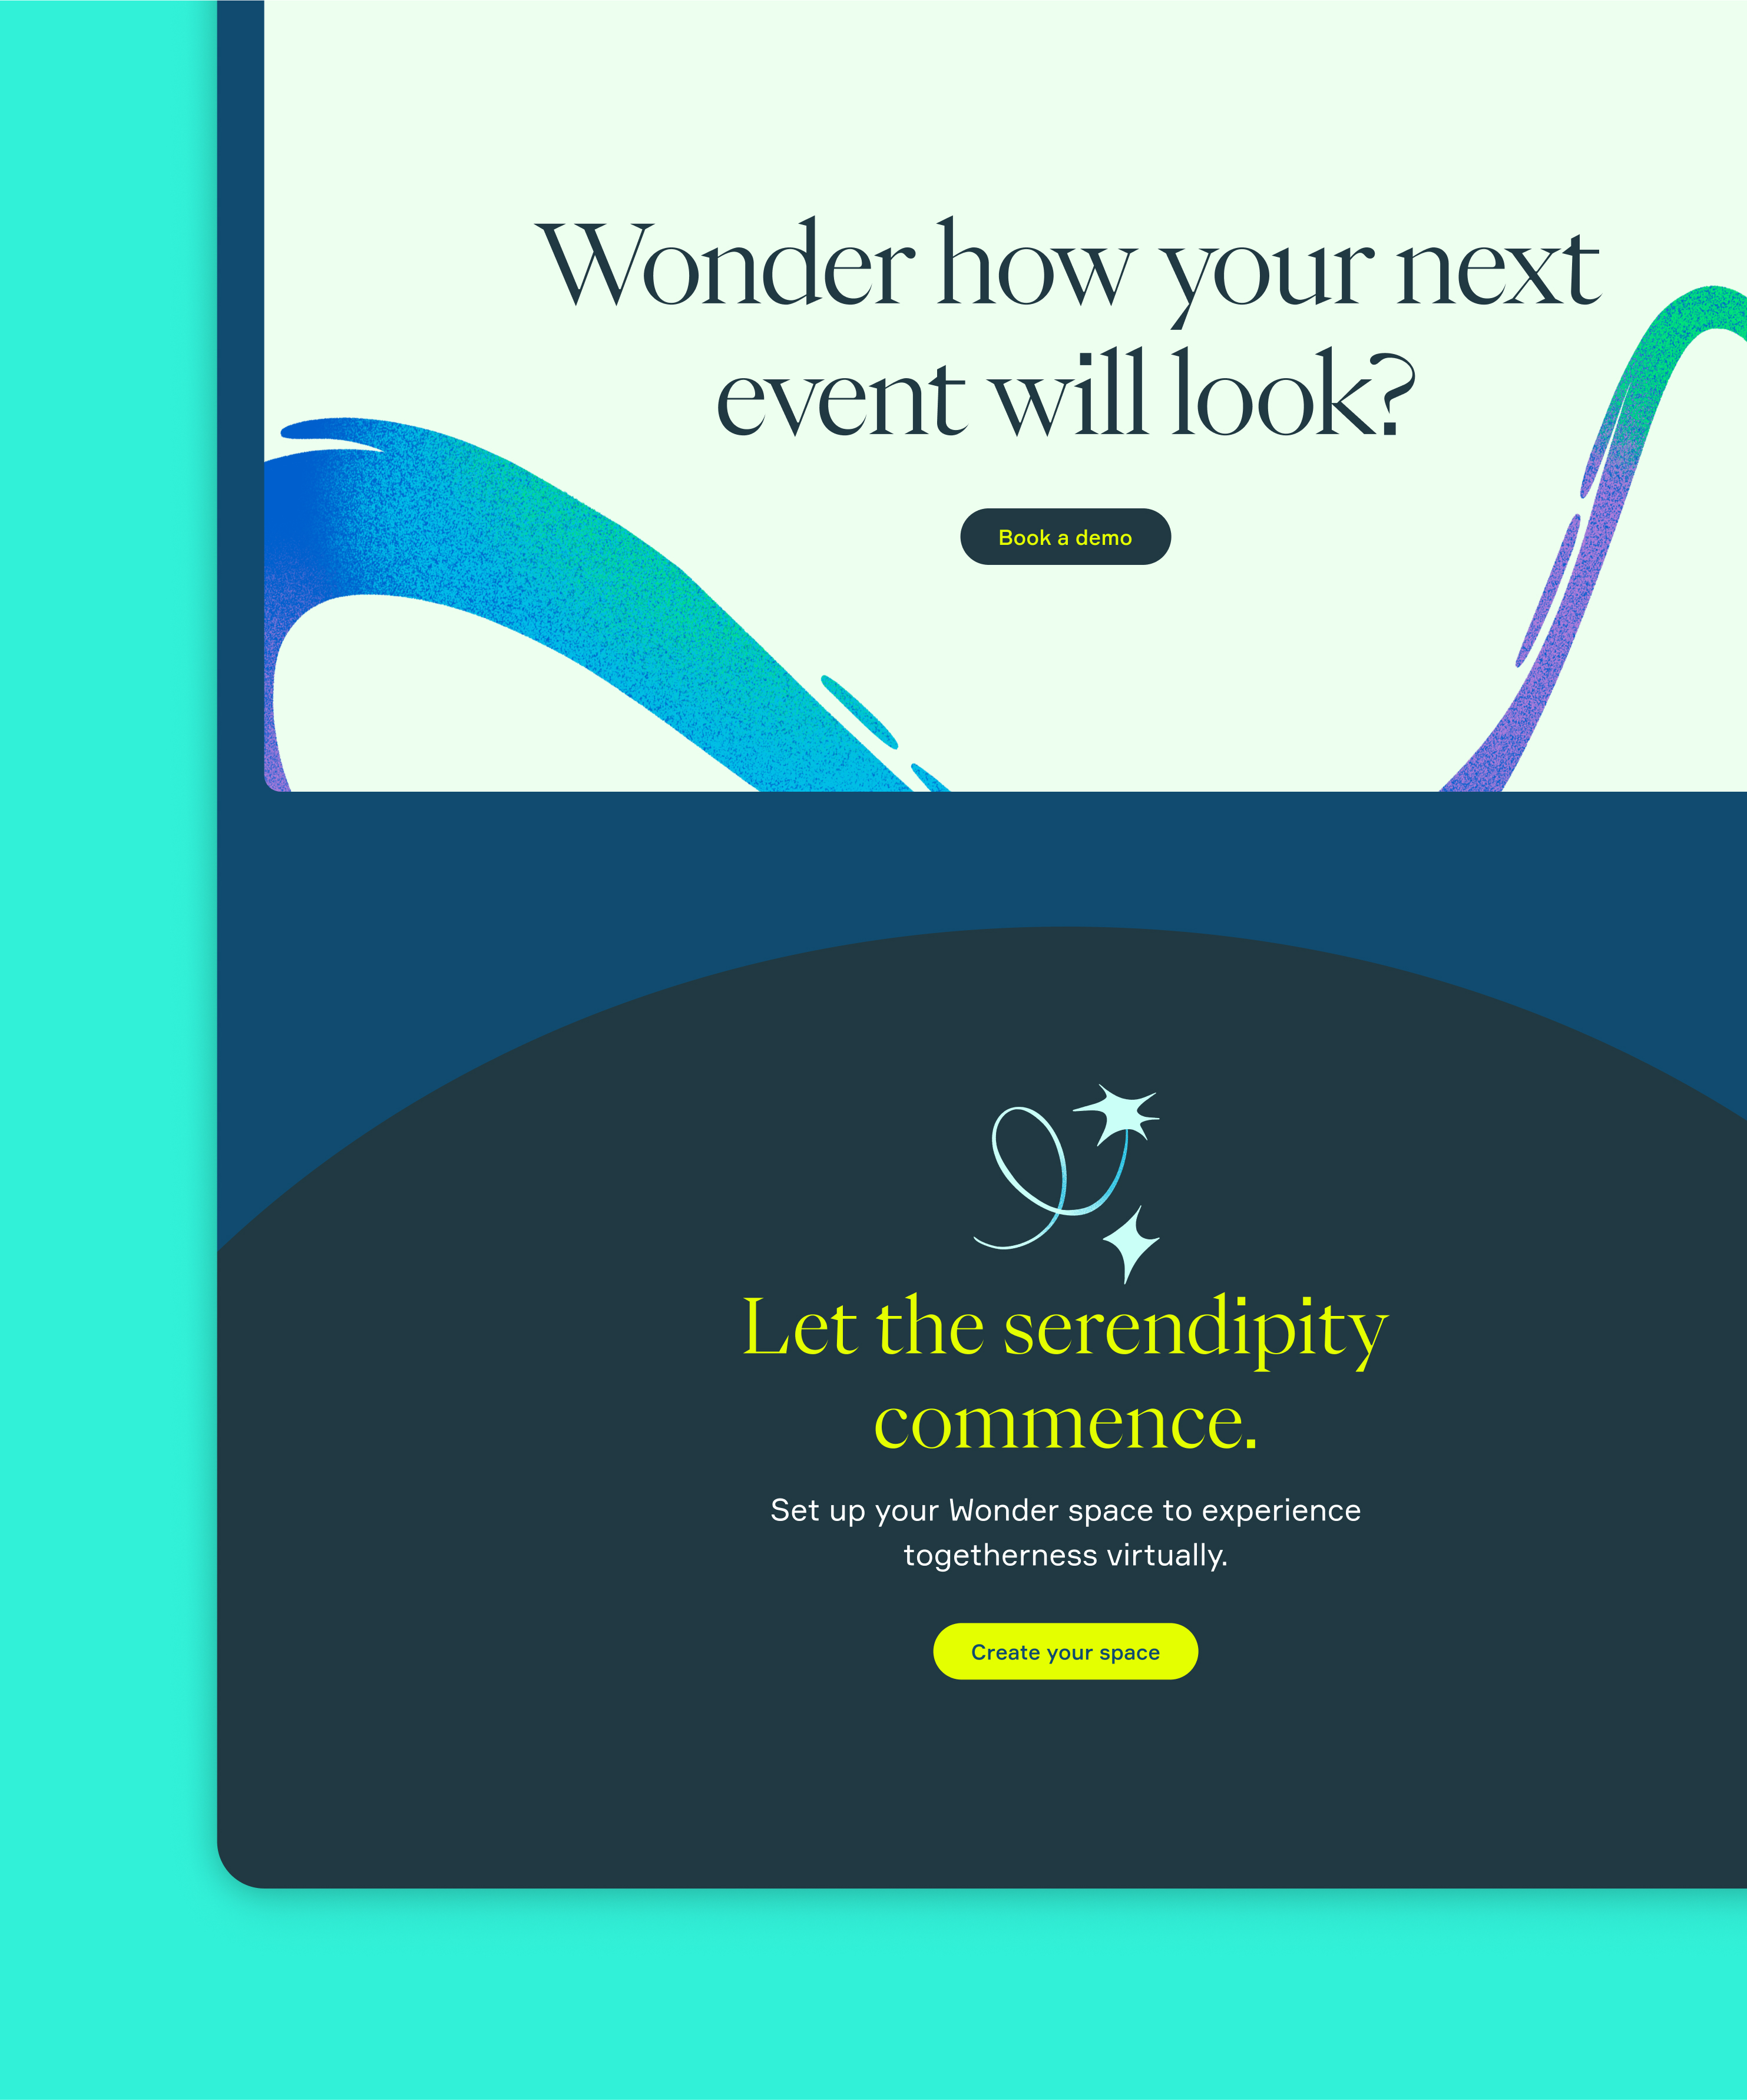 Wonder how your next
event will look?
Book a demo
Let the serendipity
commence.
Set up your Wonder space to experience
togetherness virtually.
Create your space